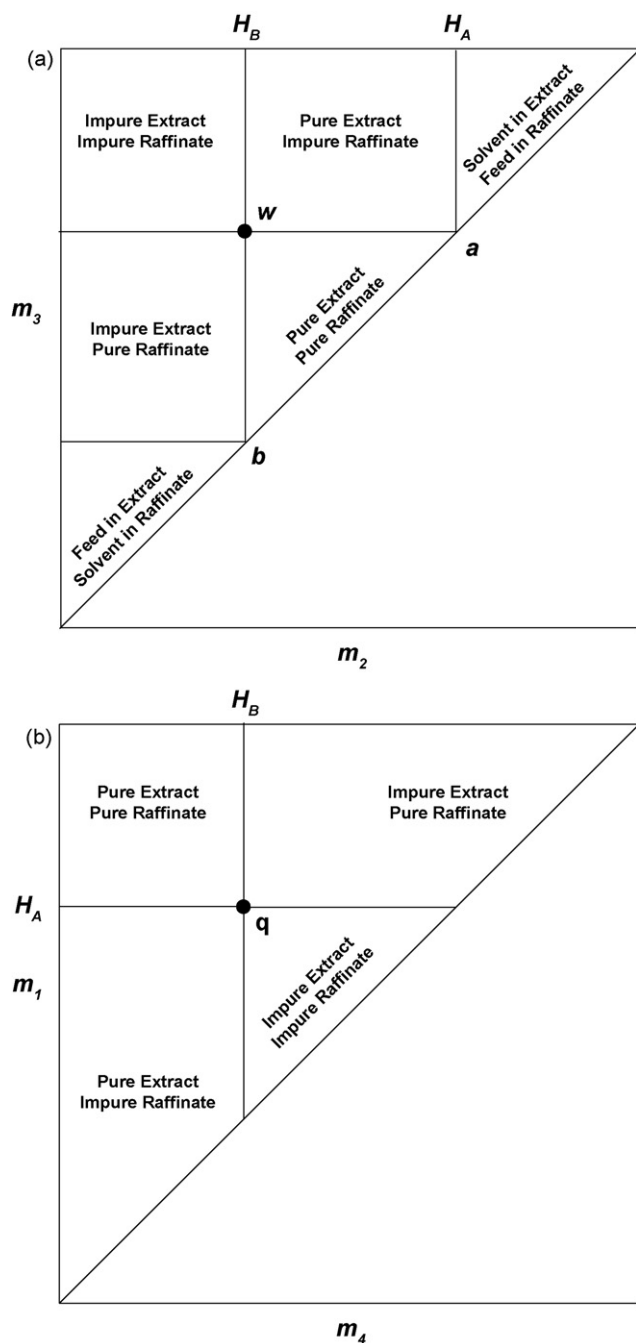 H_B H_A
(a)
Impure Extract
Impure Raffinate
Pure Extract
Impure Raffinate
Solvent in Extract
Feed in Raffinate
w
a
m_3
Impure Extract
Pure Raffinate
Pure Extract
Pure Raffinate
b
Feed in Extract
Solvent in Raffinate
m_2
H_B
(b)
Pure Extract
Pure Raffinate
Impure Extract
Pure Raffinate
H_A
q
m_1
Impure Extract
Impure Raffinate
Pure Extract
Impure Raffinate
m_4